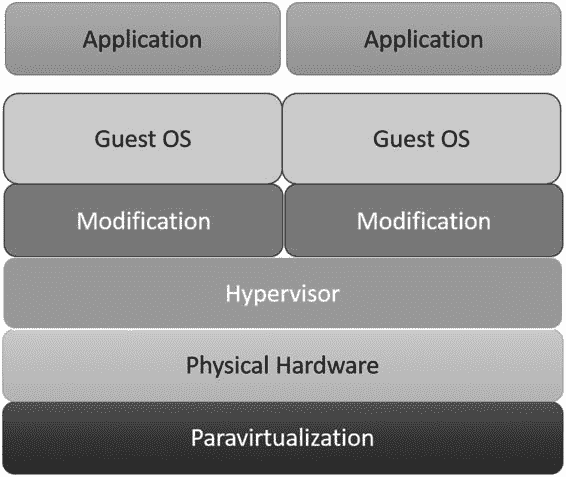 Application Application
Guest OS Guest OS
Modification Modification
Hypervisor
Physical Hardware
Paravirtualization